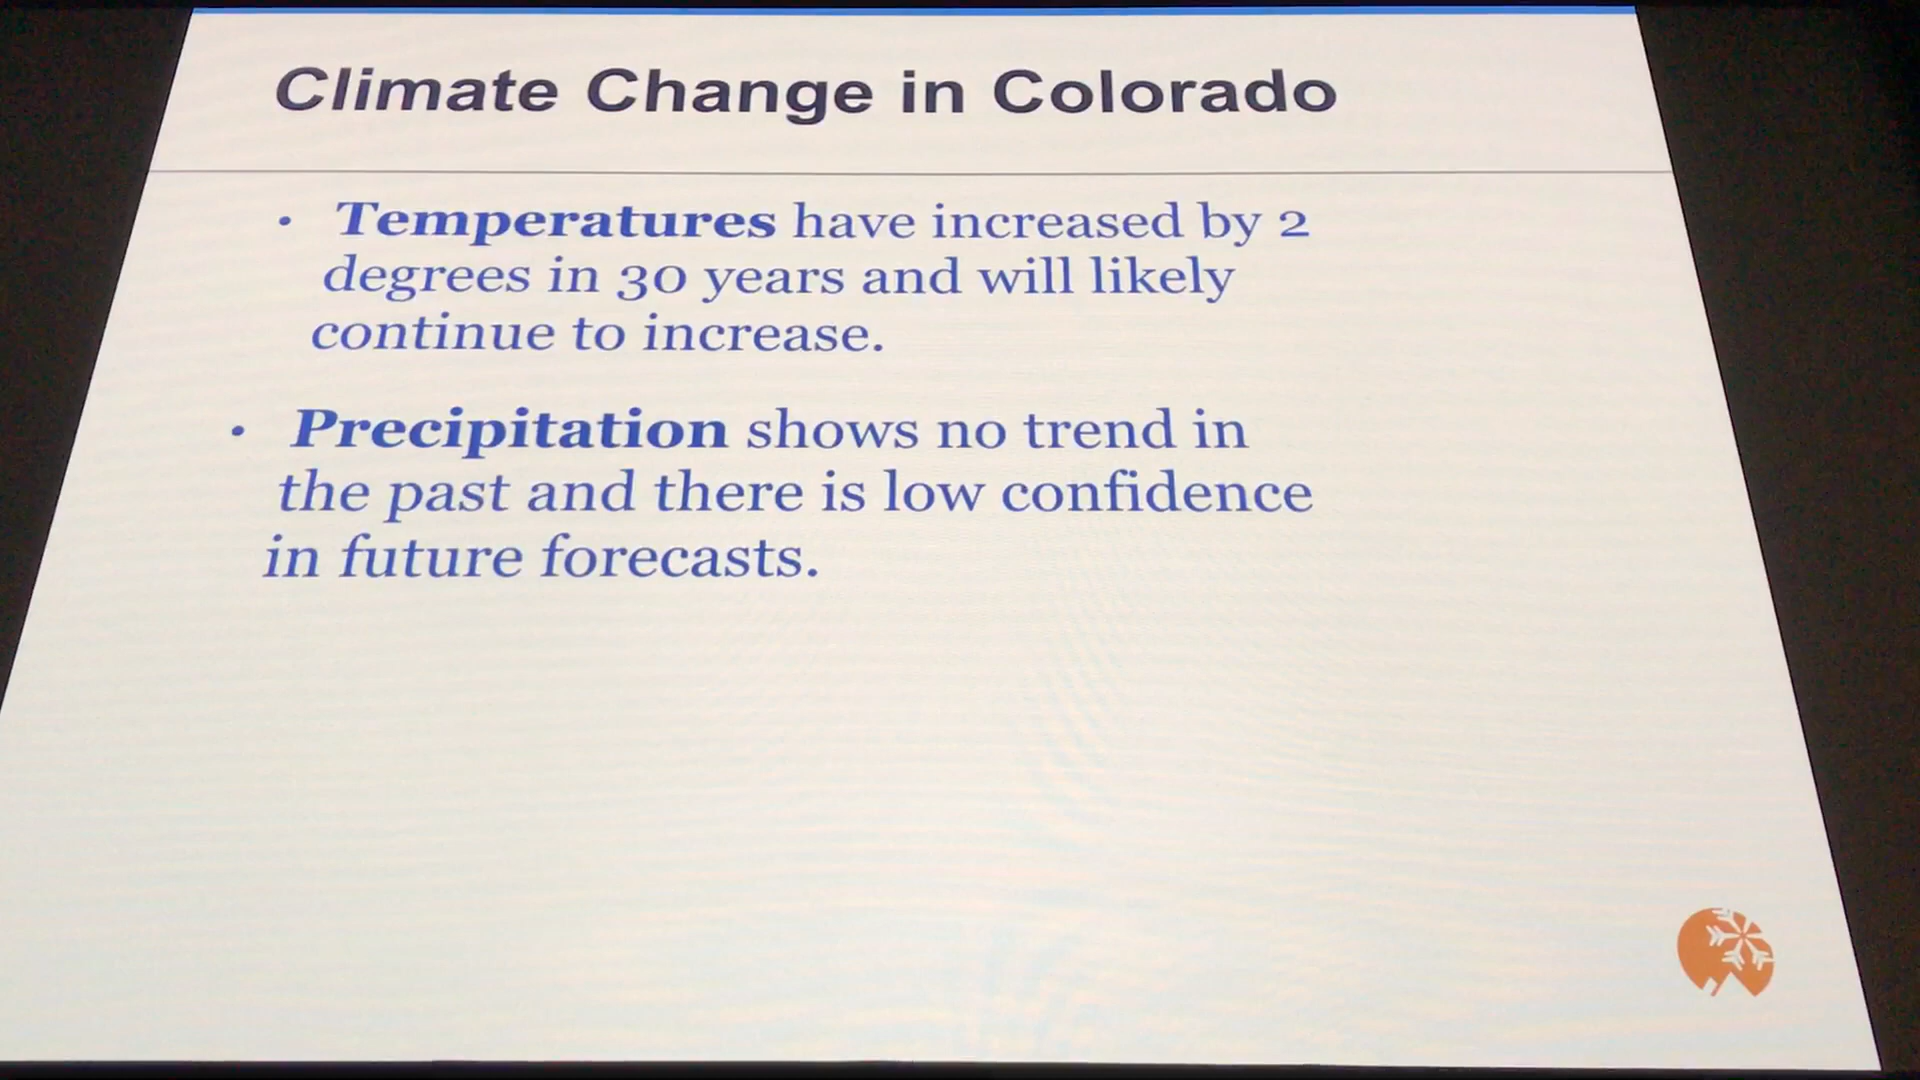 Climate Change in Colorado
• Temperatures have increased by 2
degrees in 30 years and will likely
continue to increase.
• Precipitation shows no trend in
the past and there is low confidence
in future forecasts.